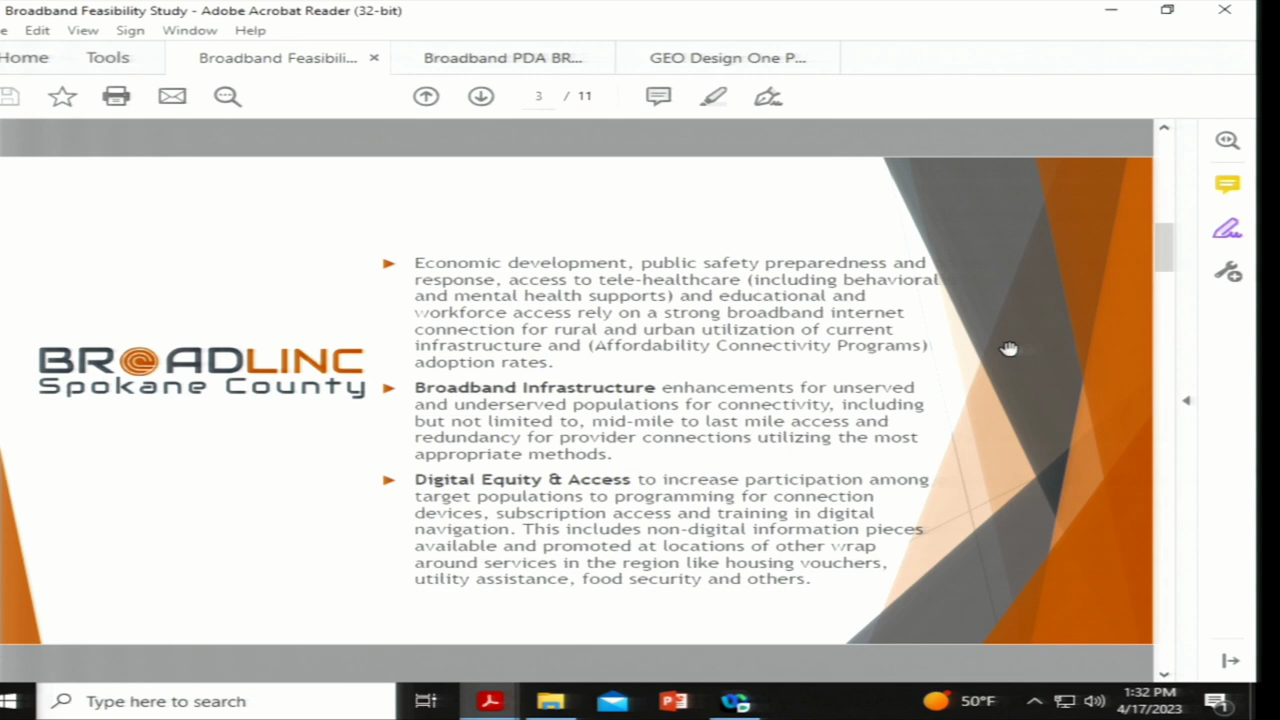 Broadband Feasibility Study - Adobe Acrobat Reader (32-bit)
Edit View Sign Window Help
Home Tools Broadband Feasibili... × Broadband PDA BR... GEO Design One P...
3 / 11
BROADLINC
Spokane County
Economic development, public safety preparedness and
response, access to tele-healthcare (including behavioral
and mental health supports) and educational and
workforce access rely on a strong broadband internet
connection for rural and urban utilization of current
infrastructure and (Affordability Connectivity Programs)
adoption rates.
Broadband Infrastructure enhancements for unserved
and underserved populations for connectivity, including
but not limited to, mid-mile to last mile access and
redundancy for provider connections utilizing the most
appropriate methods.
Digital Equity & Access to increase participation among
target populations to programming for connection
devices, subscription access and training in digital
navigation. This includes non-digital information pieces
available and promoted at locations of other wrap
around services in the region like housing vouchers,
utility assistance, food security and others.
Type here to search
50°F
1:32 PM
4/17/2023
1